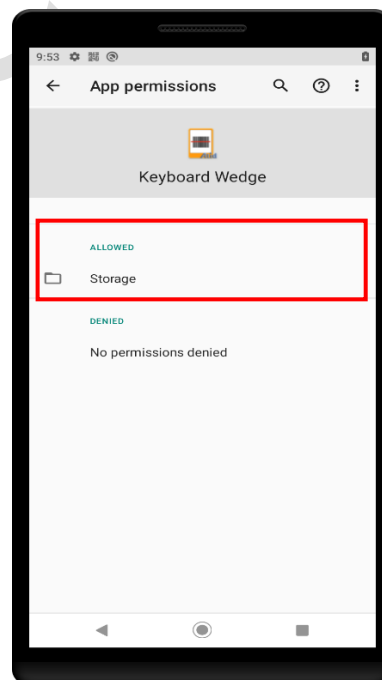 9:53
App permissions
Keyboard Wedge
ALLOWED
Storage
DENIED
No permissions denied